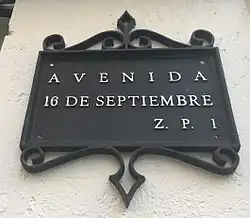 AVENIDA
16 DE SEPTIEMBRE
Z. P. 1